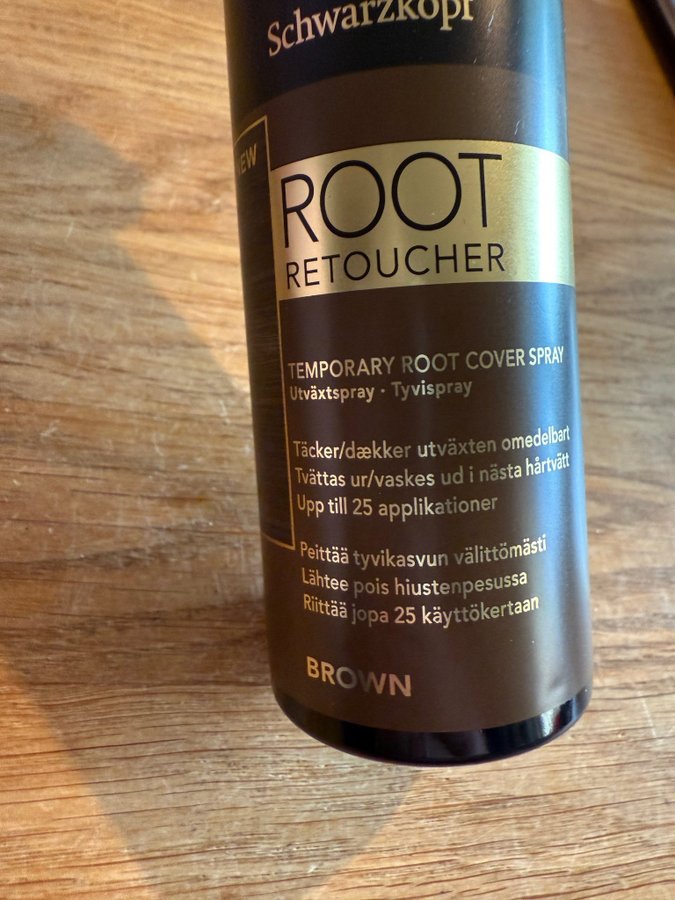 Schwarzkopf
NEW
ROOT
RETOUCHER
TEMPORARY ROOT COVER SPRAY
Utväxtspray · Tyvispray
Täcker/dækker utväxten omedelbart
Tvättas ur/vaskes ud i nästa hårtvätt
Upp till 25 applikationer
Peittää tyvikasvun välittömästi
Lähtee pois hiustenpesussa
Riittää jopa 25 käyttökertaan
BROWN